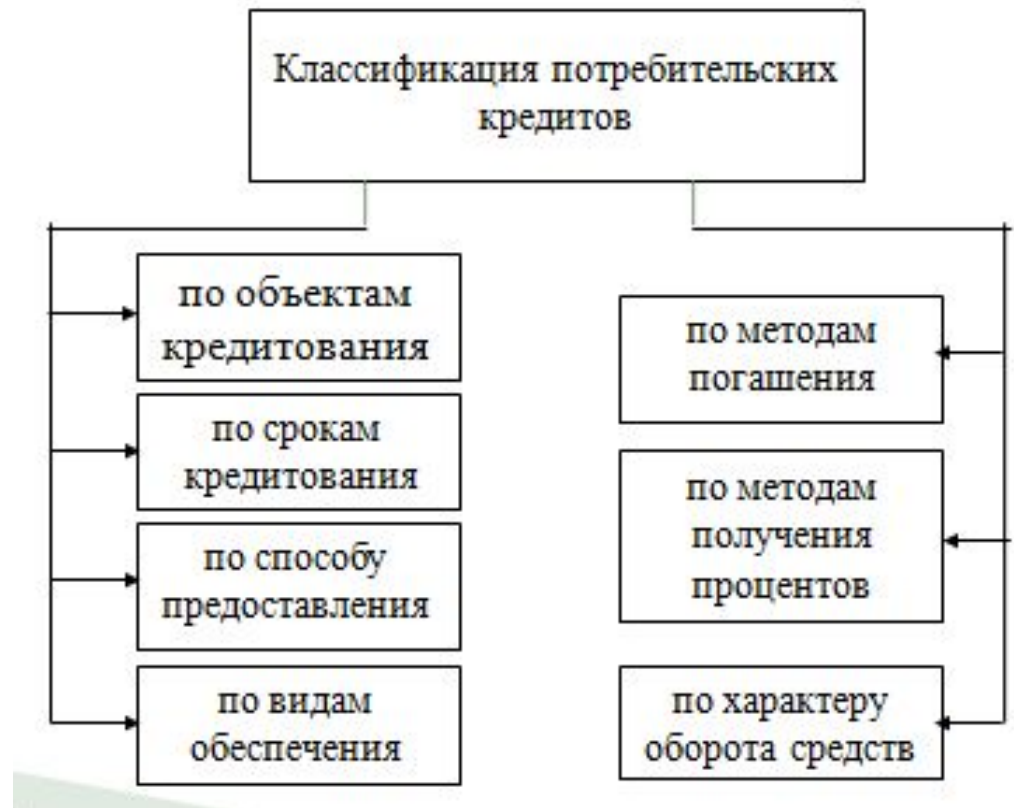 Классификация потребительских
кредитов
по объектам
кредитования
по срокам
кредитования
по способу
предоставления
по видам
обеспечения
по методам
погашения
по методам
получения
процентов
по характеру
оборота средств